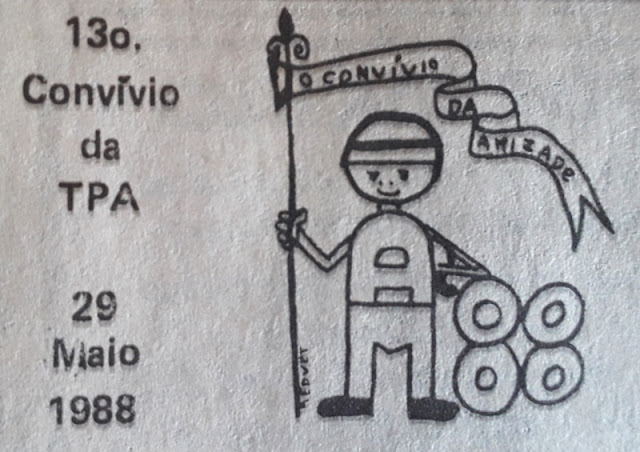 13o.
Convívio
da
TPA
29
Maio
1988
O CONVÍVIO
DA
AMIZADE